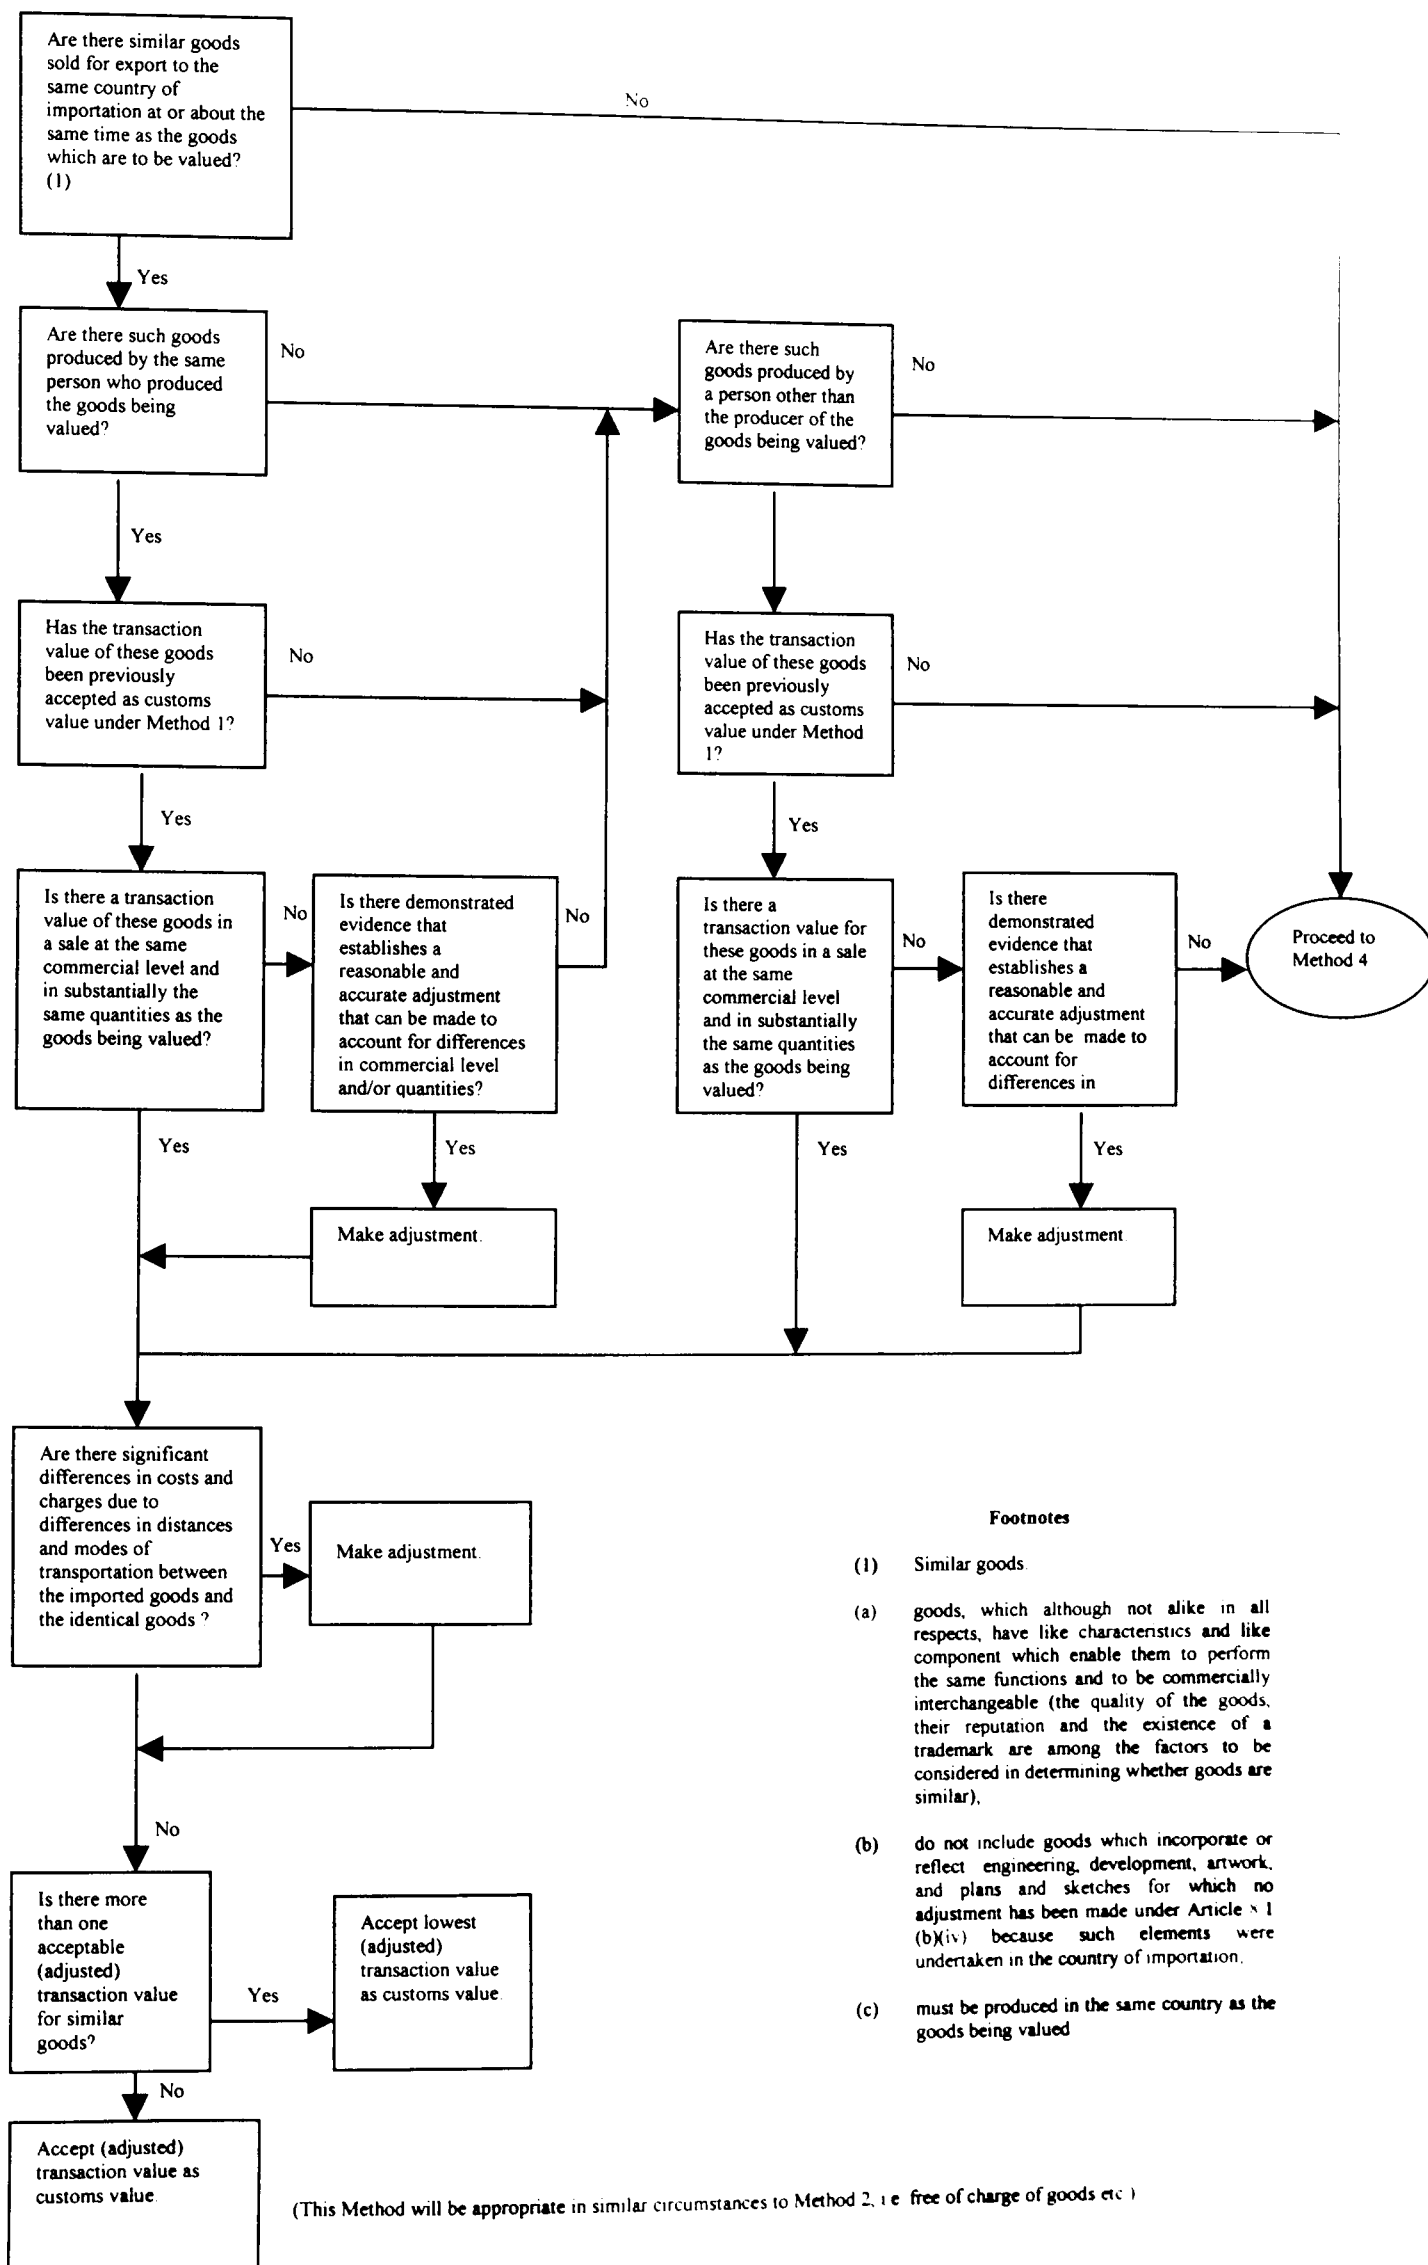 Are there similar goods
sold for export to the
same country of
importation at or about the
same time as the goods
which are to be valued?
(1)
No
Yes
Are there such goods
produced by the same
person who produced
the goods being
valued?
No
Are there such
goods produced by
a person other than
the producer of the
goods being valued?
No
Yes
Has the transaction
value of these goods
been previously
accepted as customs
value under Method 1?
No
Has the transaction
value of these goods
been previously
accepted as customs
value under Method
1?
No
Yes
Yes
Is there a transaction
value of these goods in
a sale at the same
commercial level and
in substantially the
same quantities as the
goods being valued?
No
Is there demonstrated
evidence that
establishes a
reasonable and
accurate adjustment
that can be made to
account for differences
in commercial level
and/or quantities?
No
Is there a
transaction value for
these goods in a sale
at the same
commercial level
and in substantially
the same quantities
as the goods being
valued?
No
Is there
demonstrated
evidence that
establishes a
reasonable and
accurate adjustment
that can be made to
account for
differences in
No
Proceed to
Method 4
Yes
Yes
Yes
Yes
Make adjustment.
Make adjustment
Are there significant
differences in costs and
charges due to
differences in distances
and modes of
transportation between
the imported goods and
the identical goods ?
Yes
Make adjustment.
No
Is there more
than one
acceptable
(adjusted)
transaction value
for similar
goods?
Yes
Accept lowest
(adjusted)
transaction value
as customs value
No
Accept (adjusted)
transaction value as
customs value
Footnotes
(1) Similar goods
(a) goods, which although not alike in all
respects, have like characteristics and like
component which enable them to perform
the same functions and to be commercially
interchangeable (the quality of the goods,
their reputation and the existence of a
trademark are among the factors to be
considered in determining whether goods are
similar),
(b) do not include goods which incorporate or
reflect engineering, development, artwork,
and plans and sketches for which no
adjustment has been made under Article 1
(b)(iv) because such elements were
undertaken in the country of importation,
(c) must be produced in the same country as the
goods being valued
(This Method will be appropriate in similar circumstances to Method 2, i e free of charge of goods etc )